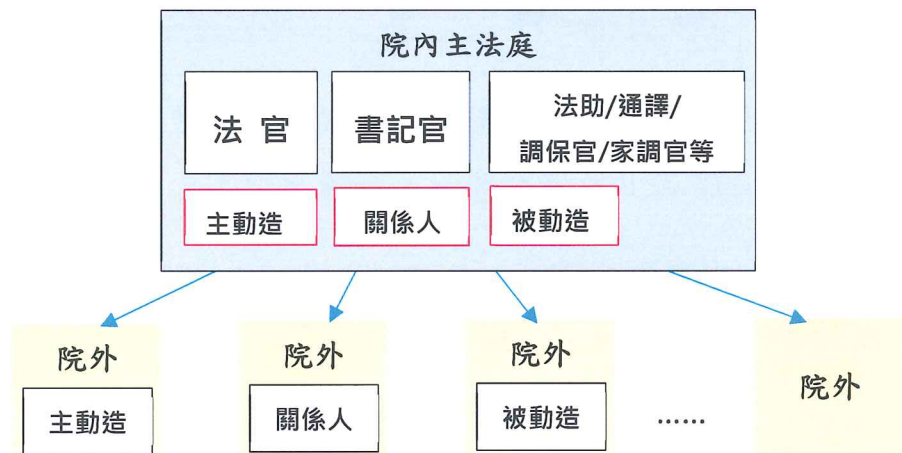 院內主法庭
法官
書記官
法助/通譯/
調保官/家調官等
主動造
關係人
被動造
院外
主動造
院外
關係人
院外
被動造
……
院外